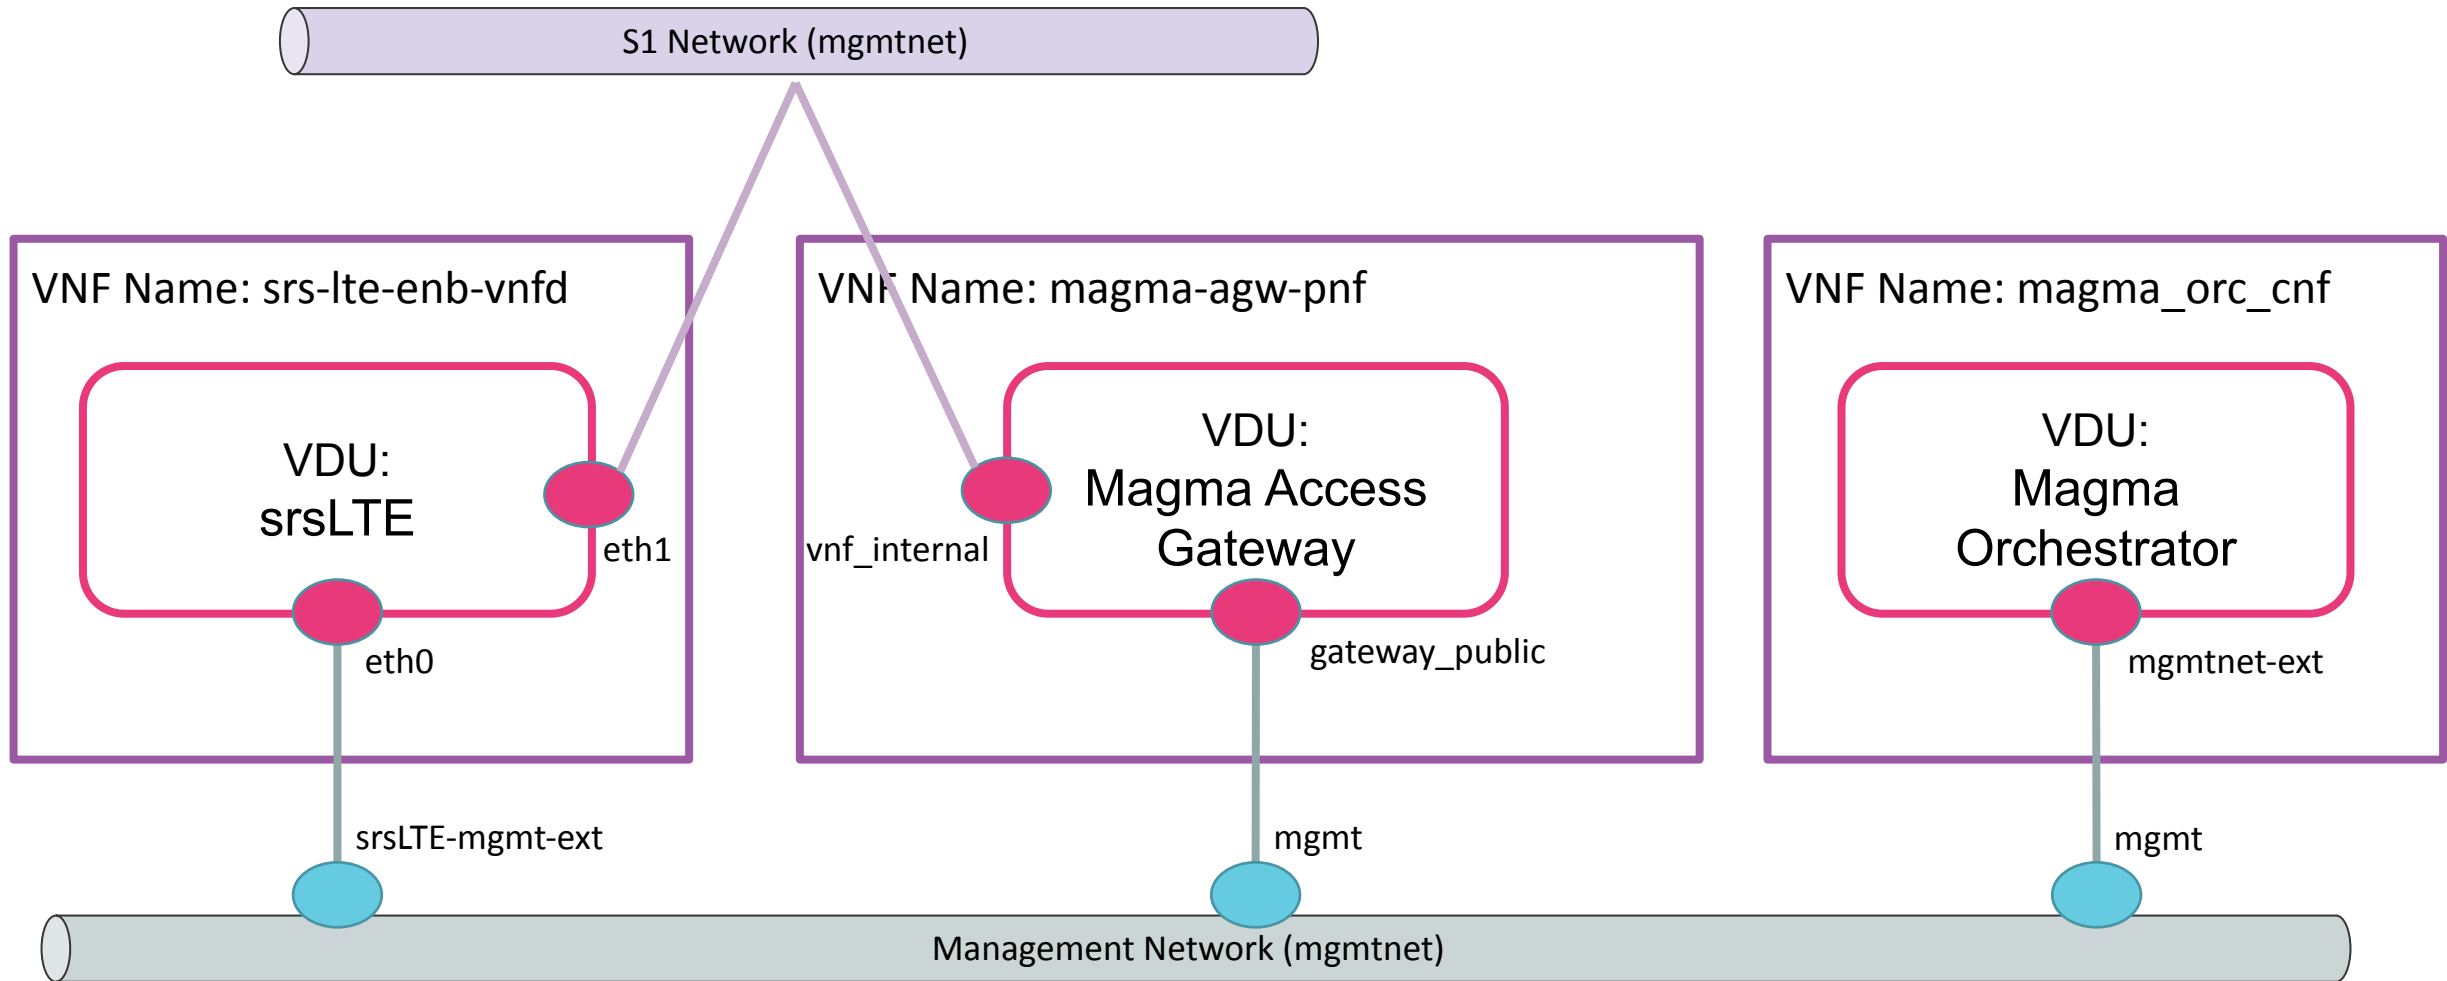 S1 Network (mgmtnet)
VNF Name: srs-lte-enb-vnfd
VDU:
srsLTE
eth1
eth0
srsLTE-mgmt-ext
VNF Name: magma-agw-pnf
VDU:
Magma Access
Gateway
vnf_internal
gateway_public
mgmt
VNF Name: magma_orc_cnf
VDU:
Magma
Orchestrator
mgmtnet-ext
mgmt
Management Network (mgmtnet)